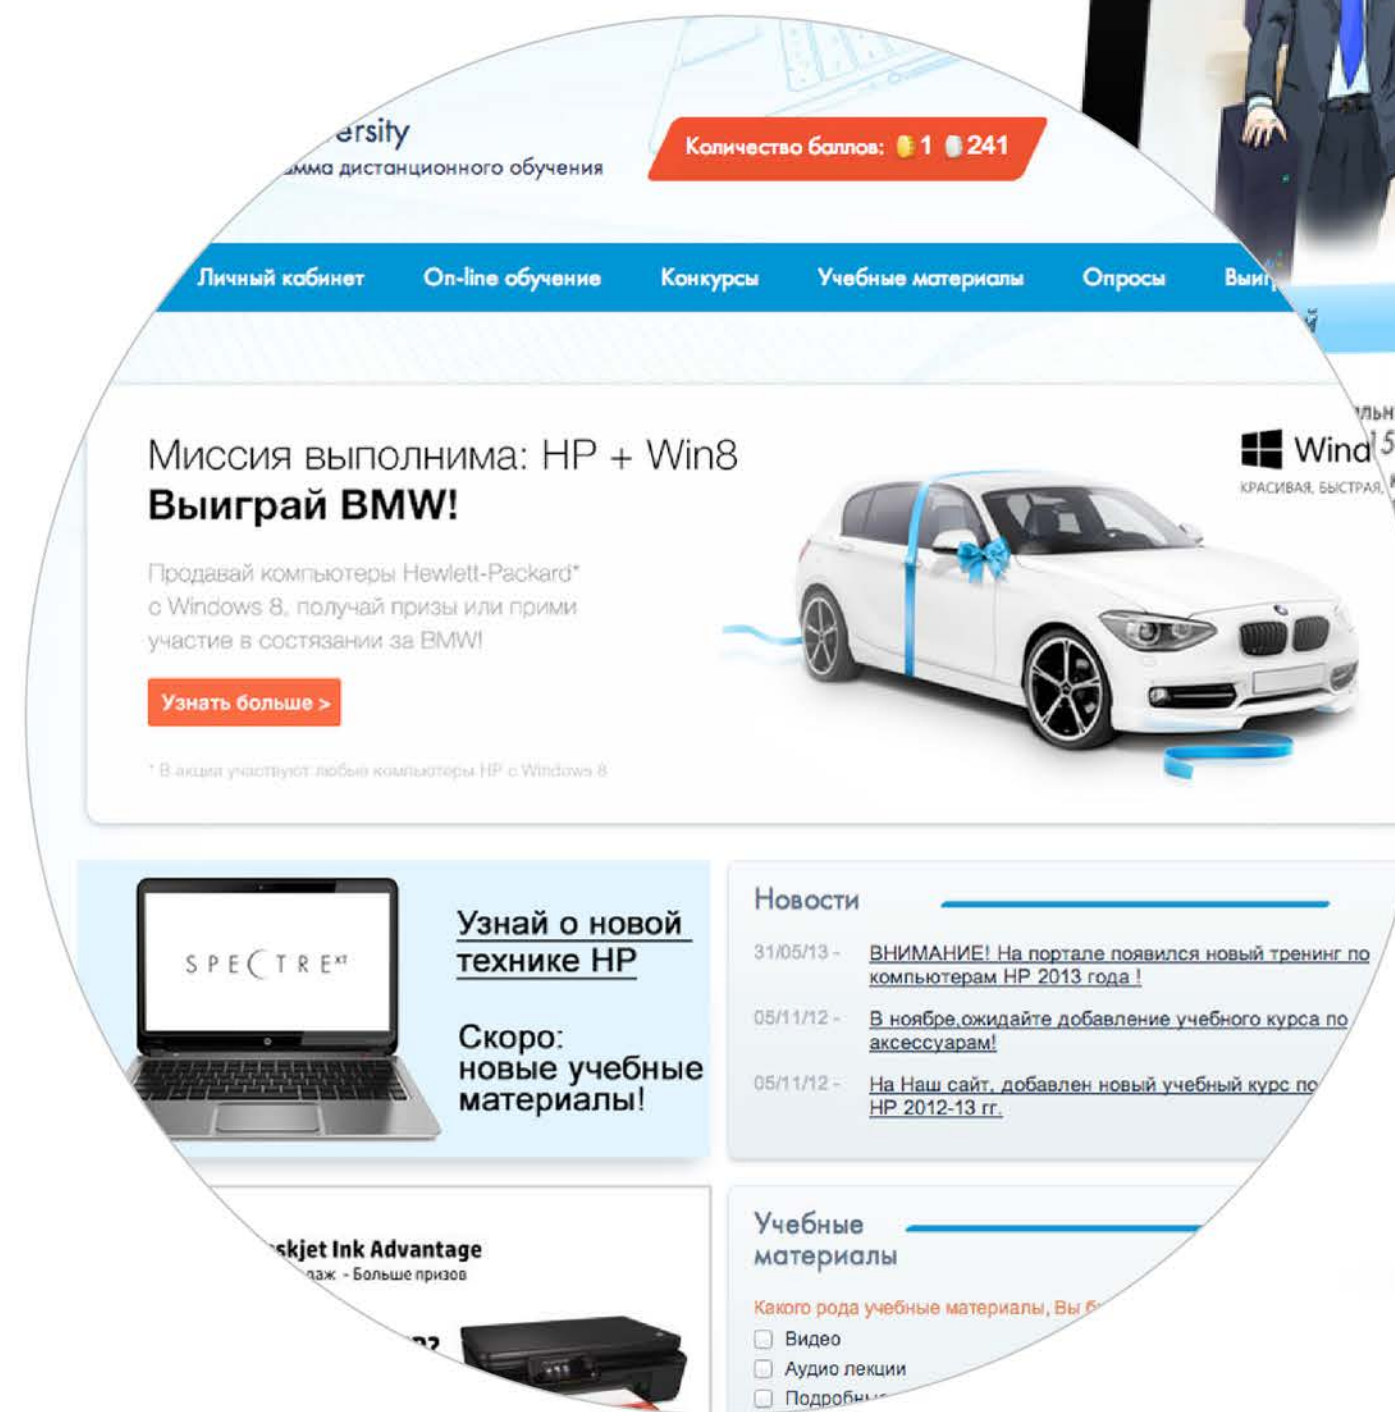 Количество баллов: 1 241
дистанционного обучения
Личный кабинет On-line обучение Конкурсы Учебные материалы Опросы
Миссия выполнима: HP + Win8
Выиграй BMW!
КРАСИВАЯ, БЫСТРАЯ,
Продавай компьютеры Hewlett-Packard*
с Windows 8, получай призы или прими
участие в состязании за BMW!
Узнать больше >
* В акции участвуют любые компьютеры HP с Windows 8
SPECTRE XT
Узнай о новой
технике HP
Скоро:
новые учебные
материалы!
Новости
31/05/13 - ВНИМАНИЕ! На портале появился новый тренинг по
компьютерам HP 2013 года !
05/11/12 - В ноябре,ожидайте добавление учебного курса по
аксессуарам!
05/11/12 - На Наш сайт, добавлен новый учебный курс по
HP 2012-13 гг.
Ink Advantage
- Больше призов
Учебные
материалы
Какого рода учебные материалы, Вы
Видео
Аудио лекции